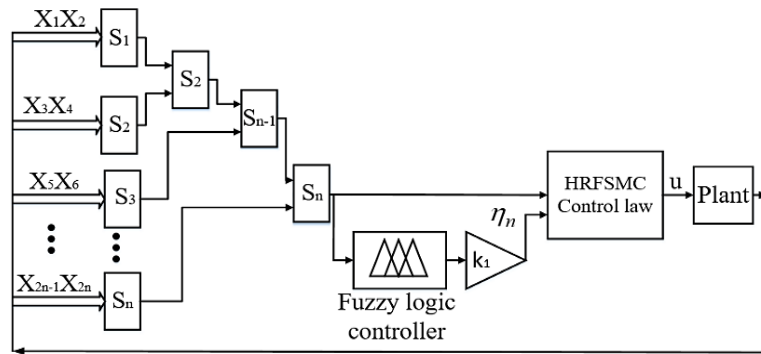 X1X2
S1
S2
X3X4
S2
Sn-1
X5X6
S3
Sn
HRFSMC
Control law
u
Plant
ηn
k1
X2n-1X2n
Sn
Fuzzy logic
controller